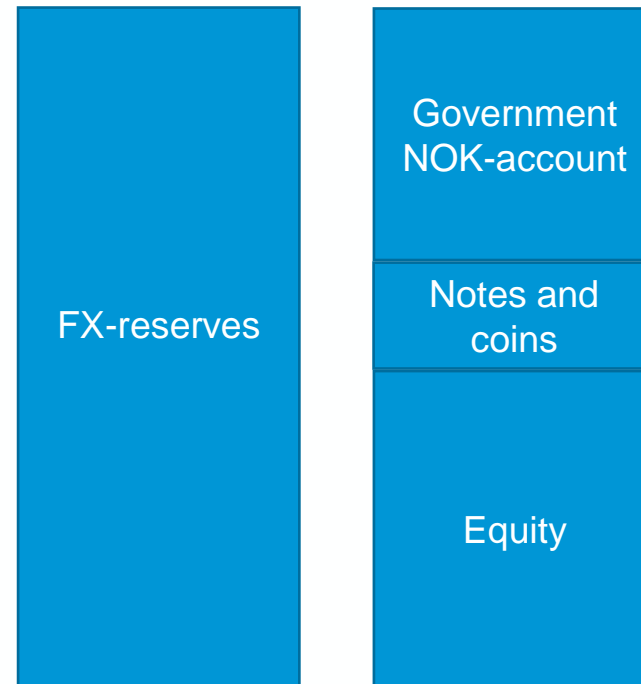 FX-reserves
Government
NOK-account
Notes and
coins
Equity